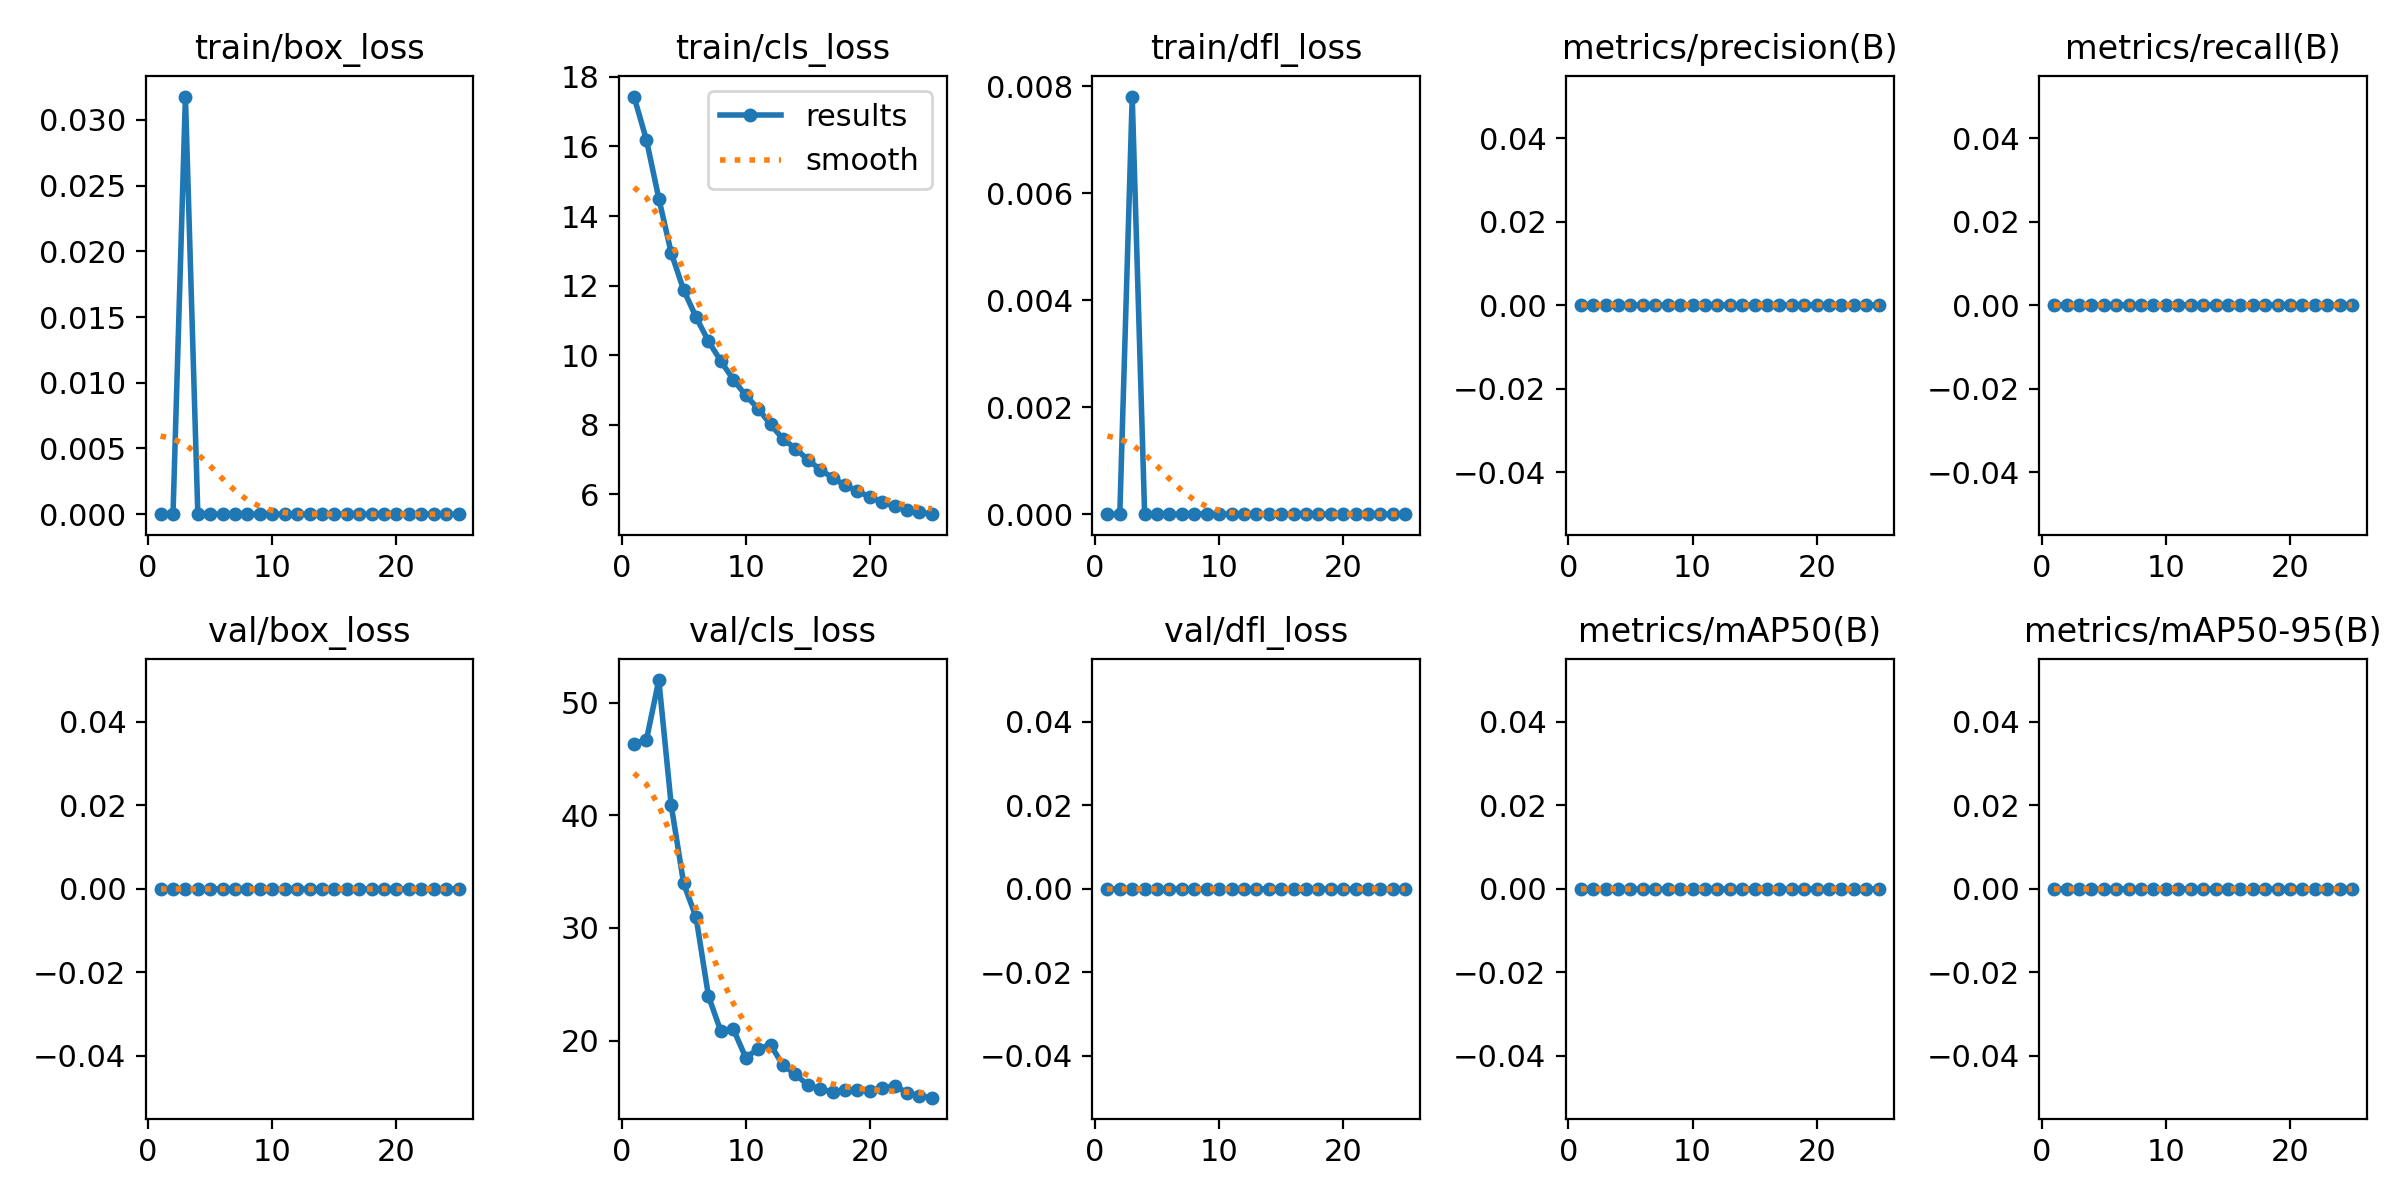 train/box_loss
train/cls_loss
train/dfl_loss
metrics/precision(B)
metrics/recall(B)
0.030
0.025
0.020
0.015
0.010
0.005
0.000
0 10 20
18
16
14
12
10
8
6
0 10 20
results
smooth
0.008
0.006
0.004
0.002
0.000
0 10 20
0.04
0.02
0.00
−0.02
−0.04
0 10 20
0.04
0.02
0.00
−0.02
−0.04
0 10 20
val/box_loss
val/cls_loss
val/dfl_loss
metrics/mAP50(B)
metrics/mAP50-95(B)
0.04
0.02
0.00
−0.02
−0.04
0 10 20
50
40
30
20
0 10 20
0.04
0.02
0.00
−0.02
−0.04
0 10 20
0.04
0.02
0.00
−0.02
−0.04
0 10 20
0.04
0.02
0.00
−0.02
−0.04
0 10 20